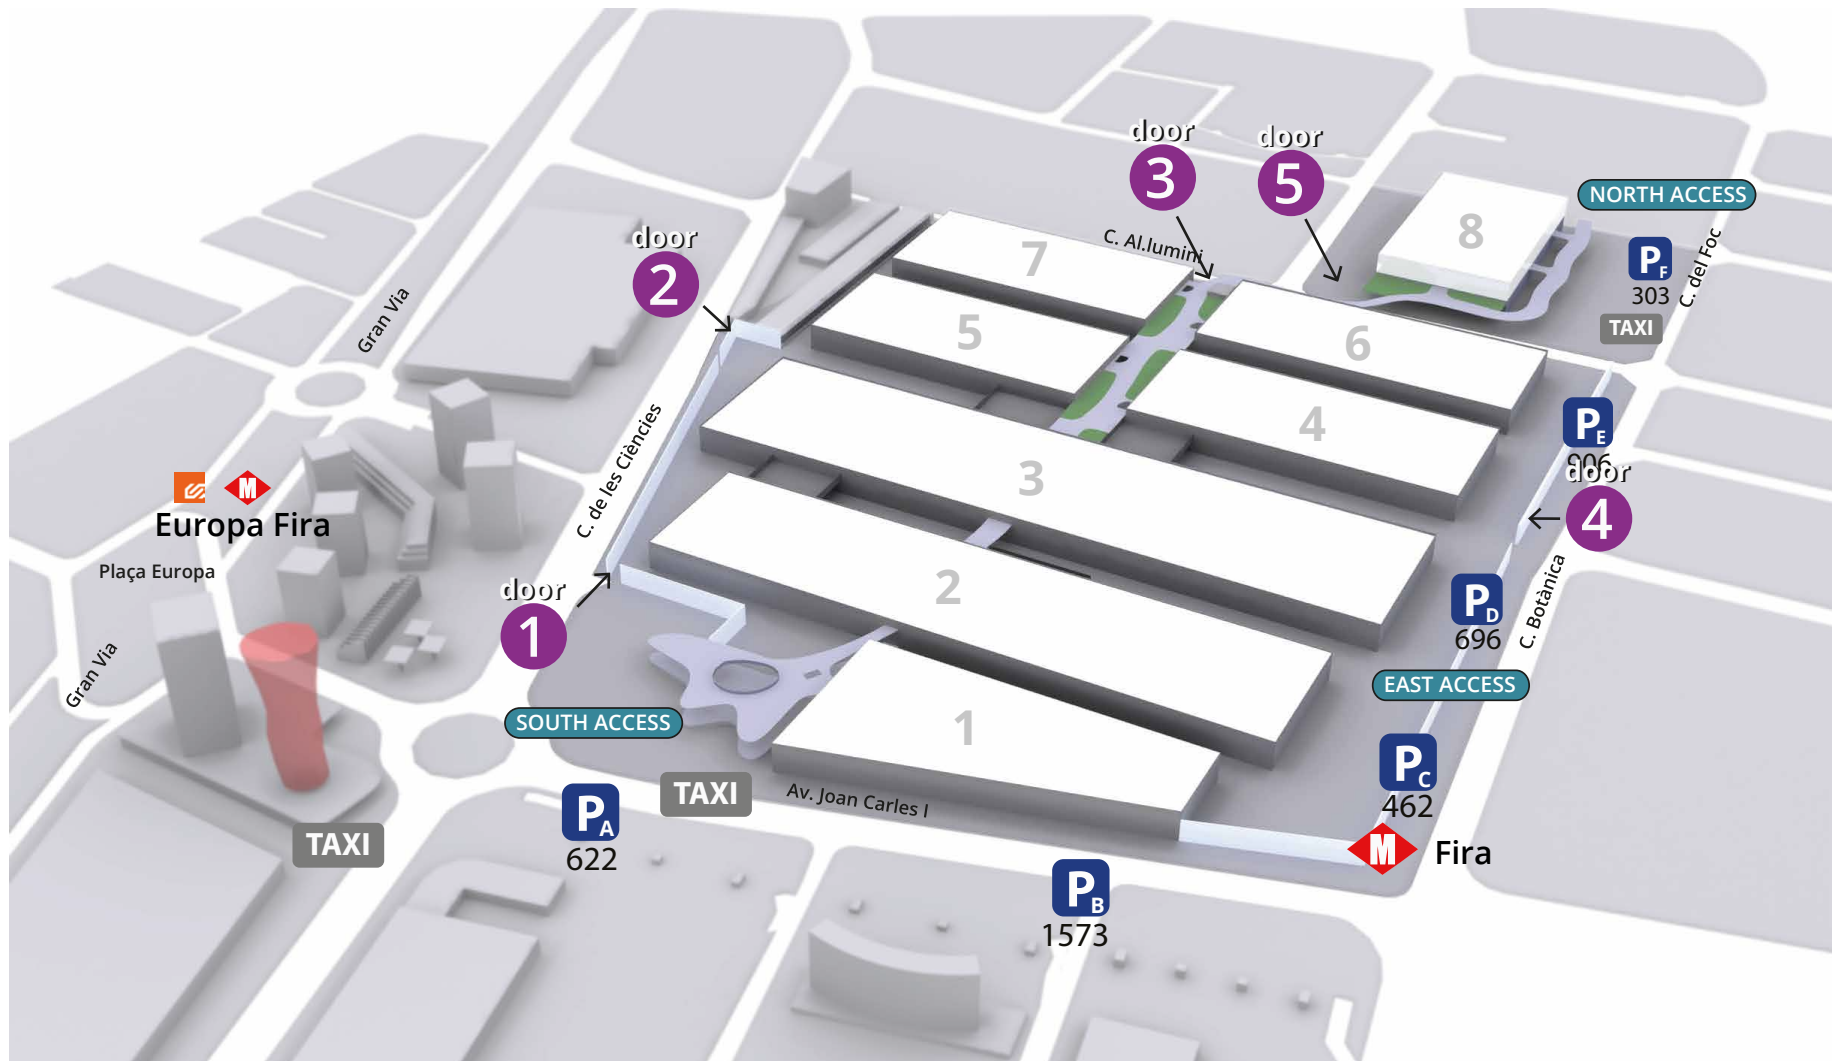 door
3
door
5
NORTH ACCESS
8
7
C. Al.lumini
door
2
P F
303
C. del Foc
TAXI
Gran Via
5
6
4
P E
906
door
4
C. de les Ciències
3
M
Europa Fira
Plaça Europa
2
door
1
P D
696
C. Botànica
Gran Via
EAST ACCESS
SOUTH ACCESS
1
P C
462
TAXI
Av. Joan Carles I
P A
622
TAXI
M
Fira
P B
1573